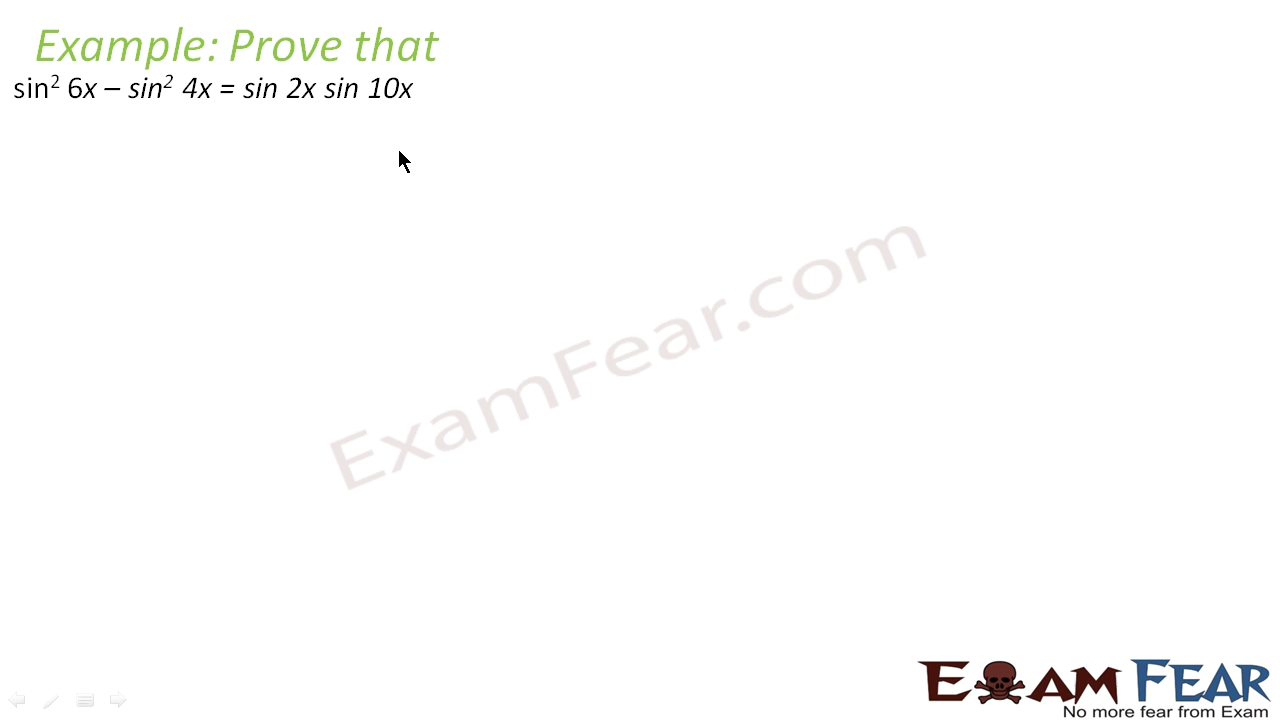 Example: Prove that
sin² 6x – sin² 4x = sin 2x sin 10x
ExamFear.com
EXAM FEAR
No more fear from Exam